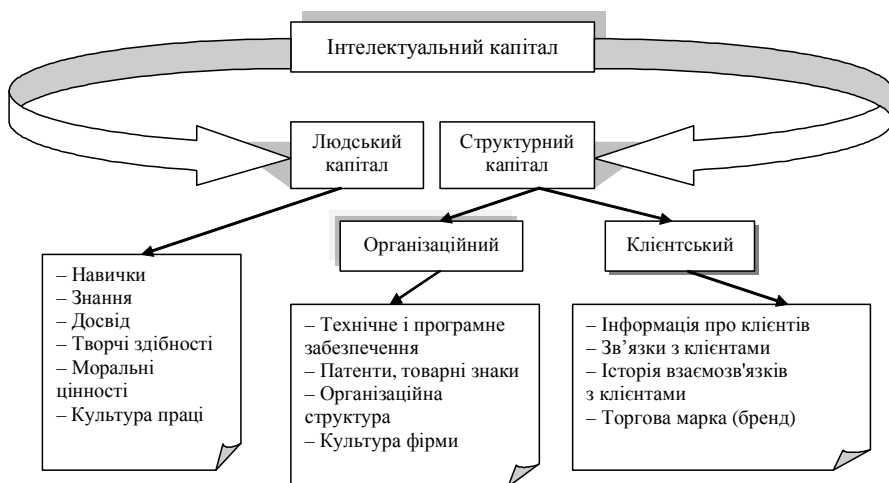 Інтелектуальний капітал
Людський
капітал
Структурний
капітал
Організаційний
Клієнтський
– Навички
– Знання
– Досвід
– Творчі здібності
– Моральні
цінності
– Культура праці
– Технічне і програмне
забезпечення
– Патенти, товарні знаки
– Організаційна
структура
– Культура фірми
– Інформація про клієнтів
– Зв’язки з клієнтами
– Історія взаємозв'язків
з клієнтами
– Торгова марка (бренд)